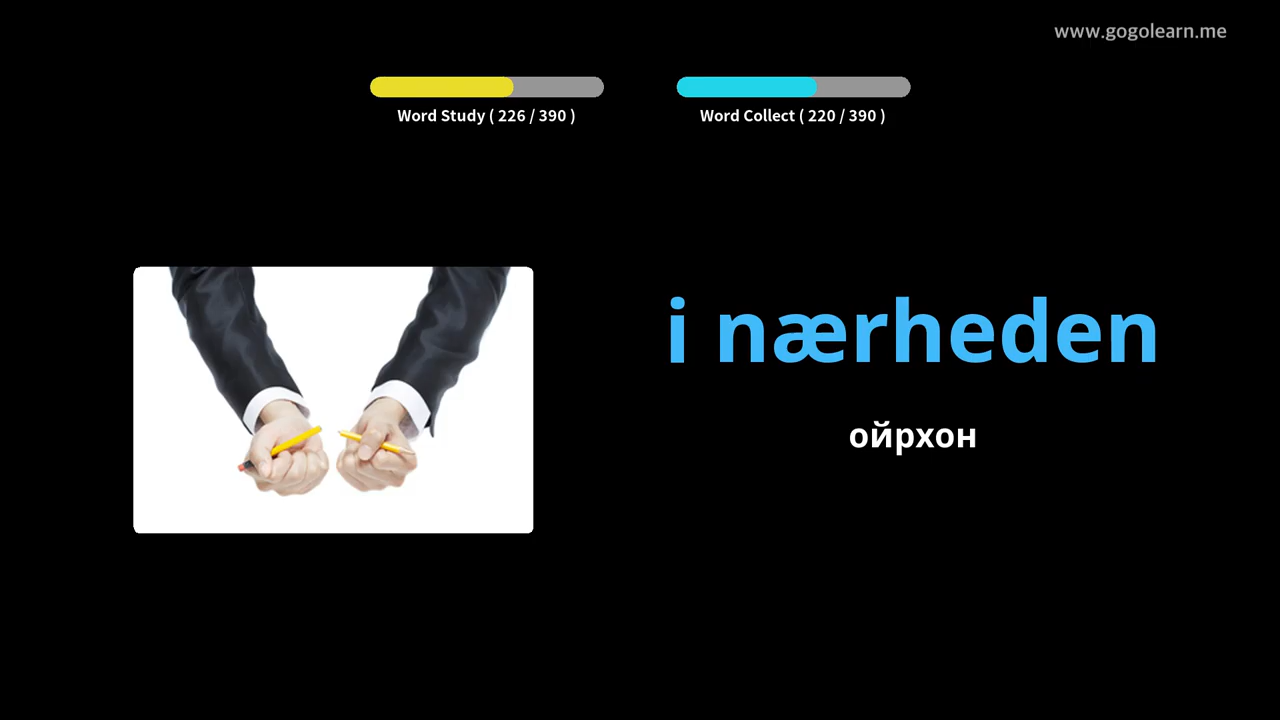 www.gogolearn.me
Word Study ( 226 / 390 )
Word Collect ( 220 / 390 )
i nærheden
ойрхон